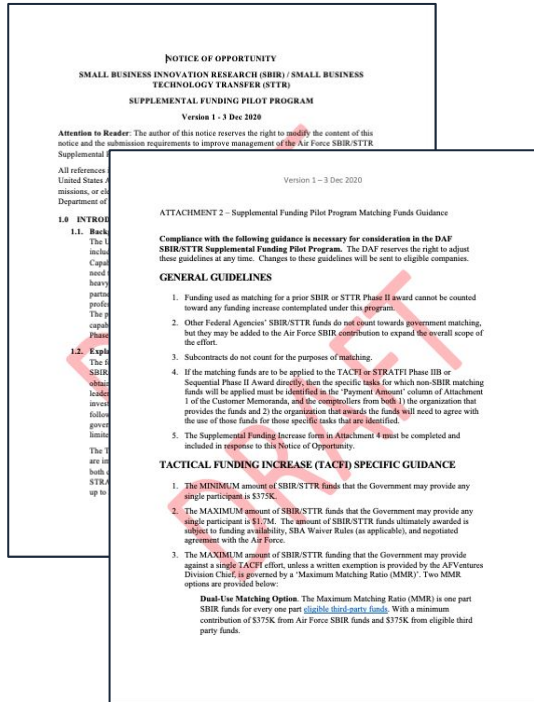 NOTICE OF OPPORTUNITY
SMALL BUSINESS INNOVATION RESEARCH (SBIR) / SMALL BUSINESS
TECHNOLOGY TRANSFER (STTR)
SUPPLEMENTAL FUNDING PILOT PROGRAM
Version 1 - 3 Dec 2020
Attention to Reader: The author of this notice reserves the right to modify the content of this
notice and the submission requirements to improve management of the Air Force SBIR/STTR
Supplemental
All references
United States
missions, or
Department of
1.0 INTROD
1.1. Back
The
inclu
Capa
need
heavy
partne
profes
The p
capab
Phase
1.2. Expla
The
SBIR
obtain
leader
invest
follow
gover
limite
The
are in
both
STRA
up to
Version 1 – 3 Dec 2020
ATTACHMENT 2 – Supplemental Funding Pilot Program Matching Funds Guidance
Compliance with the following guidance is necessary for consideration in the DAF
SBIR/STTR Supplemental Funding Pilot Program. The DAF reserves the right to adjust
these guidelines at any time. Changes to these guidelines will be sent to eligible companies.
GENERAL GUIDELINES
1. Funding used as matching for a prior SBIR or STTR Phase II award cannot be counted
toward any funding increase contemplated under this program.
2. Other Federal Agencies' SBIR/STTR funds do not count towards government matching,
but they may be added to the Air Force SBIR contribution to expand the overall scope of
the effort.
3. Subcontracts do not count for the purposes of matching.
4. If the matching funds are to be applied to the TACFI or STRATFI Phase IIB or
Sequential Phase II Award directly, then the specific tasks for which non-SBIR matching
funds will be applied must be identified in the 'Payment Amount' column of Attachment
1 of the Customer Memoranda, and the comptrollers from both 1) the organization that
provides the funds and 2) the organization that awards the funds will need to agree with
the use of those funds for those specific tasks that are identified.
5. The Supplemental Funding Increase form in Attachment 4 must be completed and
included in response to this Notice of Opportunity.
TACTICAL FUNDING INCREASE (TACFI) SPECIFIC GUIDANCE
1. The MINIMUM amount of SBIR/STTR funds that the Government may provide any
single participant is $375K.
2. The MAXIMUM amount of SBIR/STTR funds that the Government may provide any
single participant is $1.7M. The amount of SBIR/STTR funds ultimately awarded is
subject to funding availability, SBA Waiver Rules (as applicable), and negotiated
agreement with the Air Force.
3. The MAXIMUM amount of SBIR/STTR funding that the Government may provide
against a single TACFI effort, unless a written exemption is provided by the AFVentures
Division Chief, is governed by a 'Maximum Matching Ratio (MMR)'. Two MMR
options are provided below:
Dual-Use Matching Option. The Maximum Matching Ratio (MMR) is one part
SBIR funds for every one part eligible third-party funds. With a minimum
contribution of $375K from Air Force SBIR funds and $375K from eligible third
party funds.
DRAFT